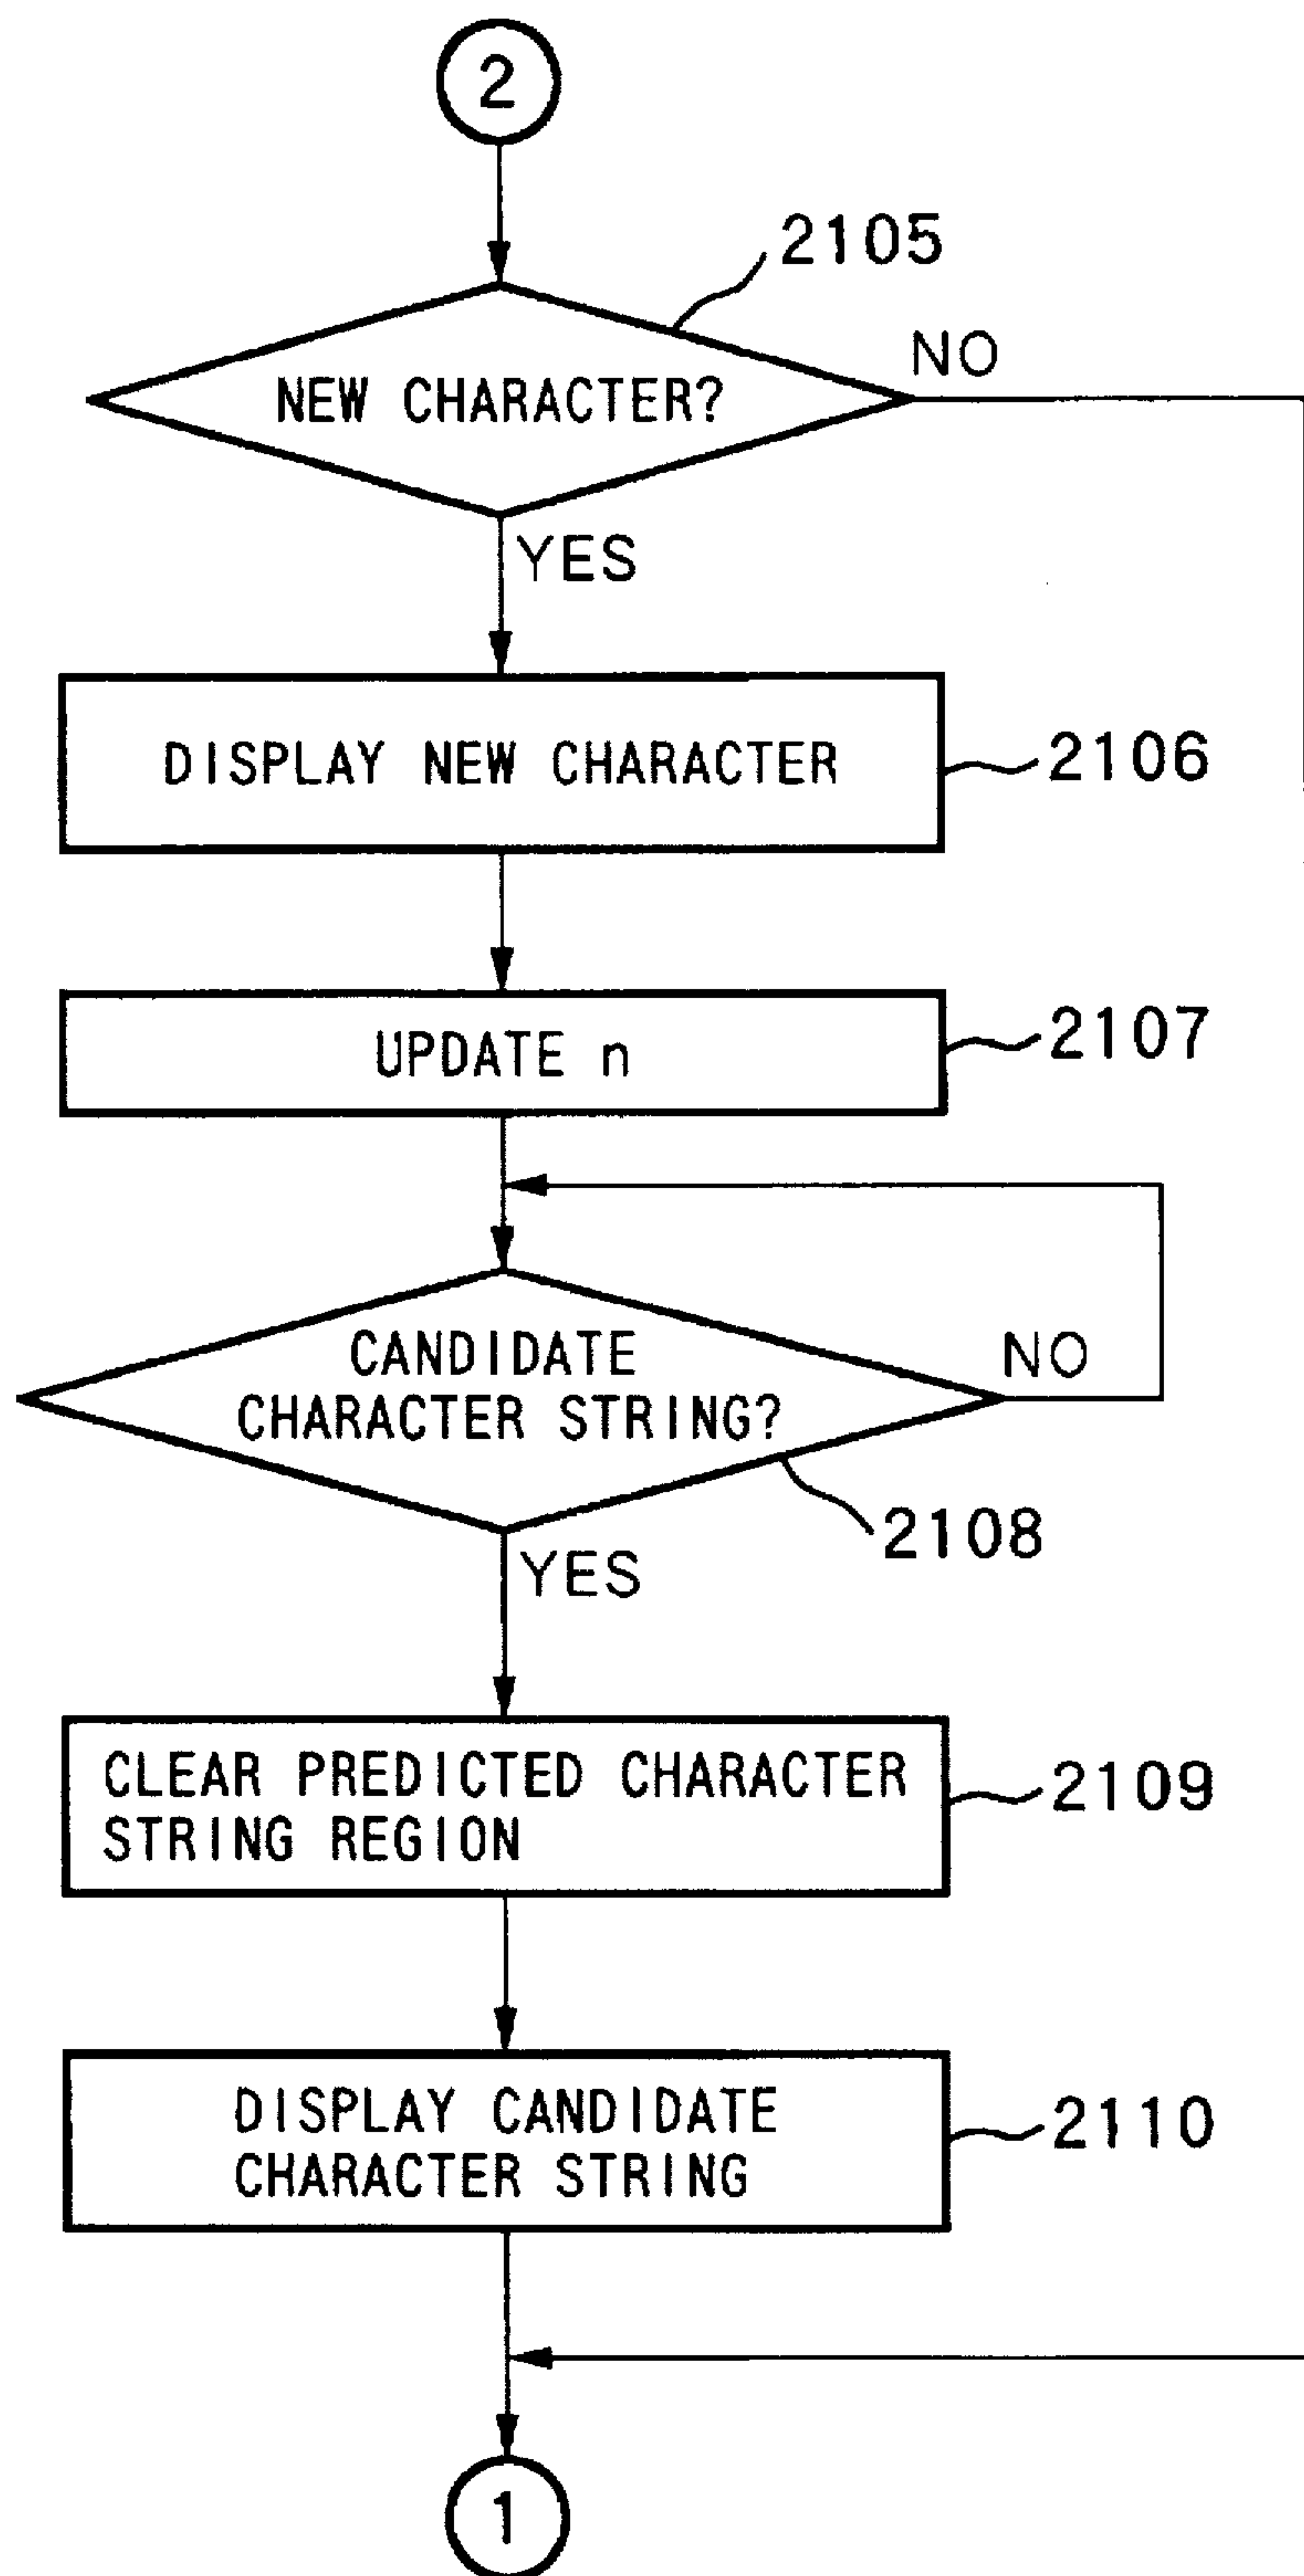 2
2105
NEW CHARACTER?
NO
YES
DISPLAY NEW CHARACTER
2106
UPDATE n
2107
CANDIDATE
CHARACTER STRING?
NO
2108
YES
CLEAR PREDICTED CHARACTER
STRING REGION
2109
DISPLAY CANDIDATE
CHARACTER STRING
2110
1